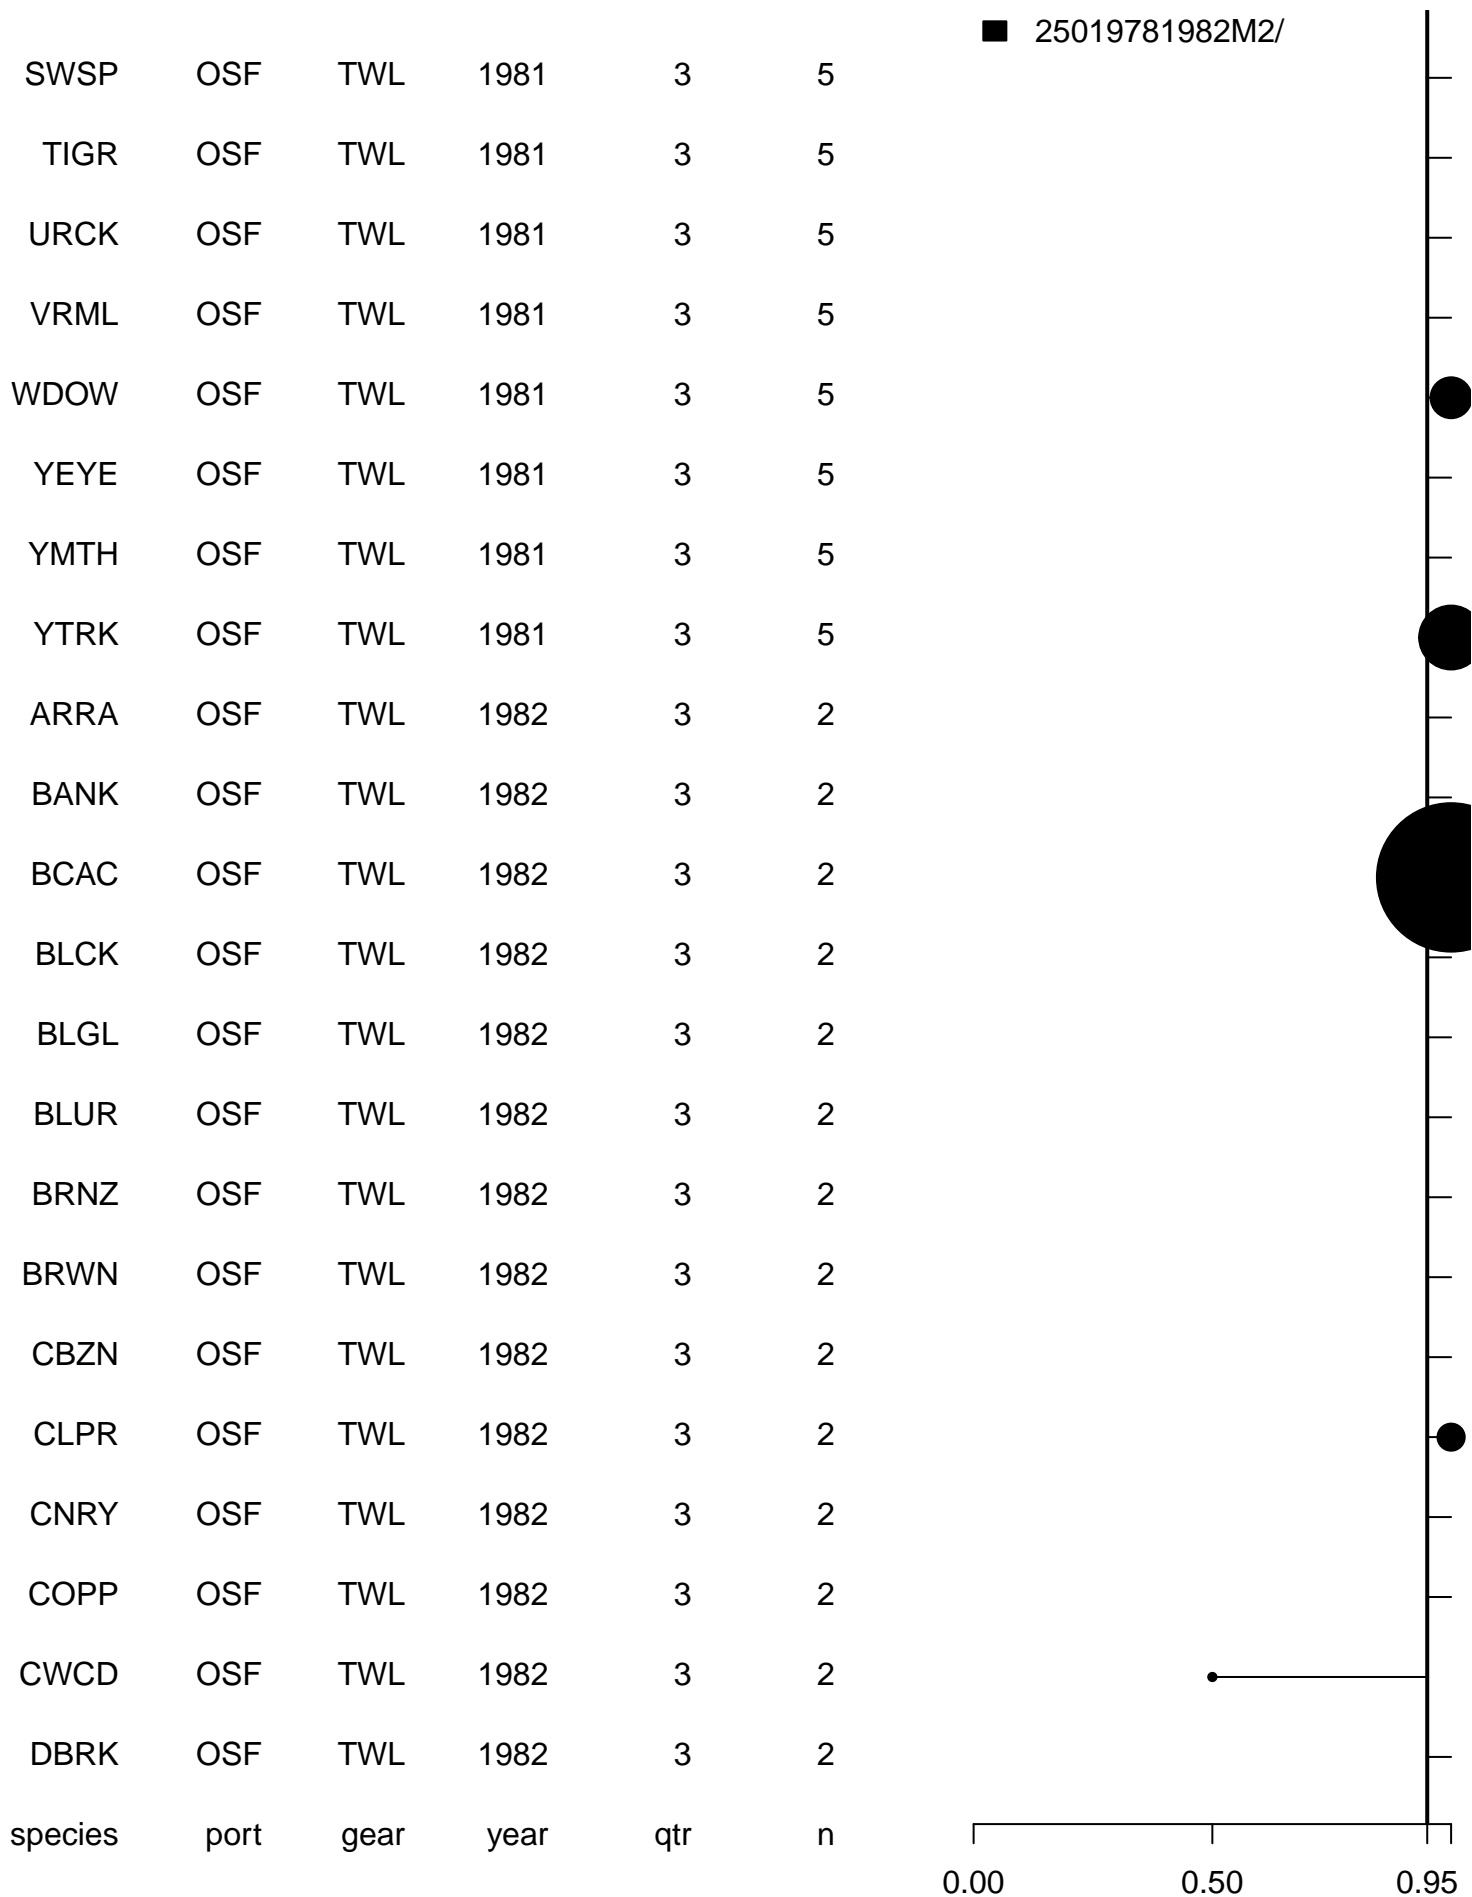 25019781982M2/
SWSP OSF TWL 1981 3 5
TIGR OSF TWL 1981 3 5
URCK OSF TWL 1981 3 5
VRML OSF TWL 1981 3 5
WDOW OSF TWL 1981 3 5
YEYE OSF TWL 1981 3 5
YMTH OSF TWL 1981 3 5
YTRK OSF TWL 1981 3 5
ARRA OSF TWL 1982 3 2
BANK OSF TWL 1982 3 2
BCAC OSF TWL 1982 3 2
BLCK OSF TWL 1982 3 2
BLGL OSF TWL 1982 3 2
BLUR OSF TWL 1982 3 2
BRNZ OSF TWL 1982 3 2
BRWN OSF TWL 1982 3 2
CBZN OSF TWL 1982 3 2
CLPR OSF TWL 1982 3 2
CNRY OSF TWL 1982 3 2
COPP OSF TWL 1982 3 2
CWCD OSF TWL 1982 3 2
DBRK OSF TWL 1982 3 2
species port gear year qtr n
0.00 0.50 0.95